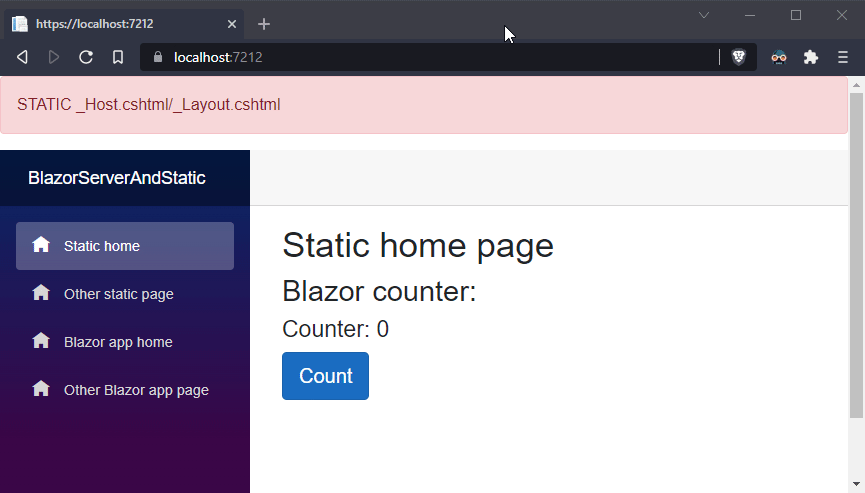 https://localhost:7212
localhost:7212
STATIC _Host.cshtml/_Layout.cshtml
BlazorServerAndStatic
Static home
Other static page
Blazor app home
Other Blazor app page
Static home page
Blazor counter:
Counter: 0
Count